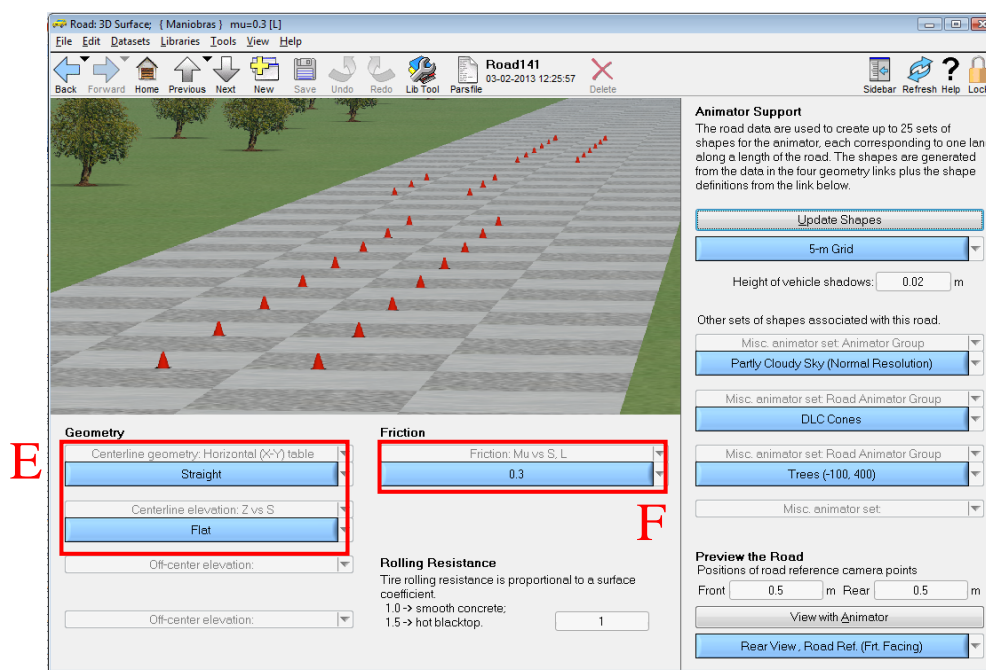 Road: 3D Surface; { Maniobras } mu=0.3 [L]
File Edit Datasets Libraries Tools View Help
Back Forward Home Previous Next New Save Undo Redo Lib Tool Parsfile
Road141
03-02-2013 12:25:57
Delete
Sidebar Refresh Help Lock
Animator Support
The road data are used to create up to 25 sets of
shapes for the animator, each corresponding to one lan
along a length of the road. The shapes are generated
from the data in the four geometry links plus the shape
definitions from the link below.
Update Shapes
5-m Grid
Height of vehicle shadows: 0.02 m
Other sets of shapes associated with this road.
Misc. animator set: Animator Group
Partly Cloudy Sky (Normal Resolution)
Misc. animator set: Road Animator Group
DLC Cones
Misc. animator set: Road Animator Group
Trees (-100, 400)
Misc. animator set:
Preview the Road
Positions of road reference camera points
Front 0.5 m Rear 0.5 m
View with Animator
Rear View, Road Ref. (Frt. Facing)
E
Geometry
Centerline geometry: Horizontal (X-Y) table
Straight
Centerline elevation: Z vs S
Flat
Off-center elevation:
Off-center elevation:
Friction
Friction: Mu vs S, L
0.3
F
Rolling Resistance
Tire rolling resistance is proportional to a surface
coefficient.
1.0 -> smooth concrete;
1.5 -> hot blacktop.
1